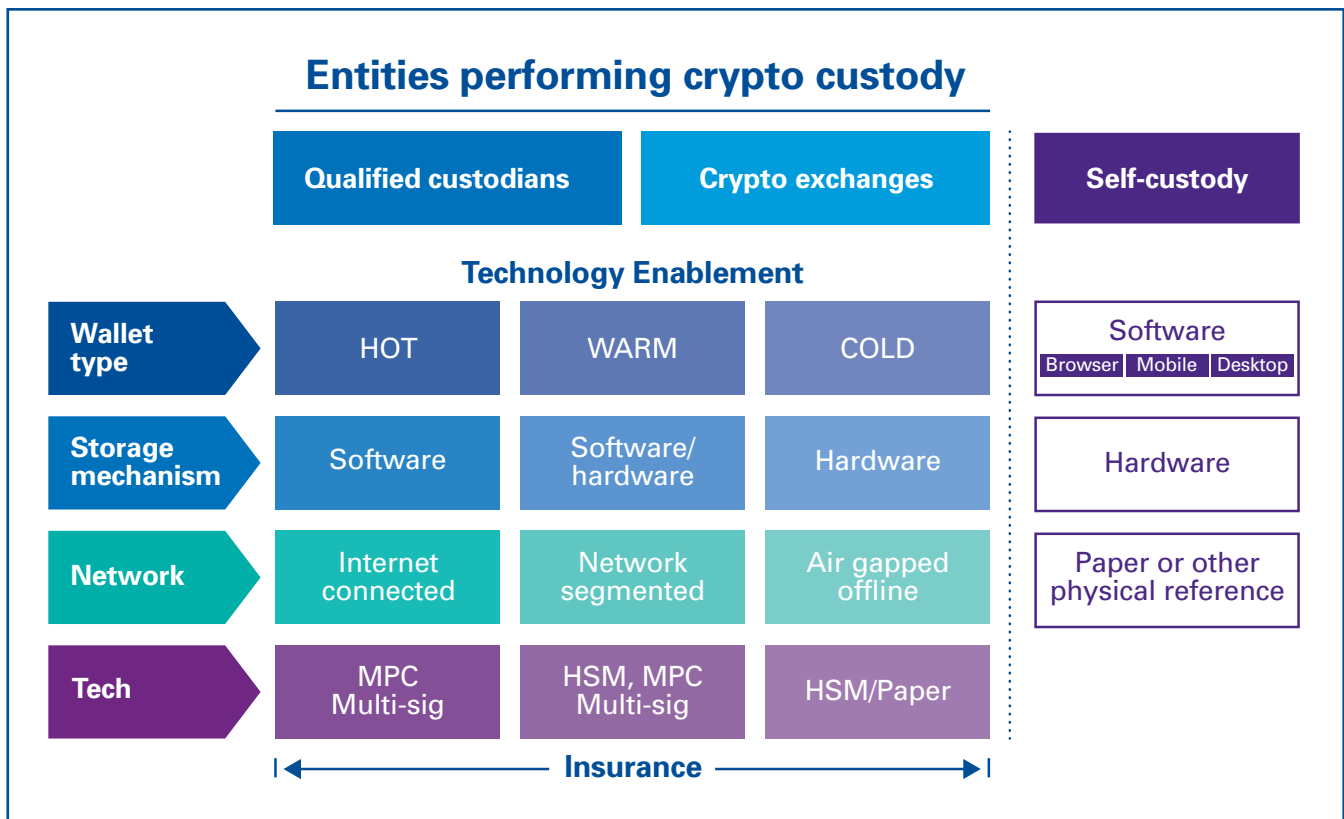 Entities performing crypto custody
Qualified custodians
Crypto exchanges
Self-custody
Technology Enablement
Wallet
type
HOT
WARM
COLD
Software
Browser
Mobile
Desktop
Storage
mechanism
Software
Software/
hardware
Hardware
Hardware
Network
Internet
connected
Network
segmented
Air gapped
offline
Paper or other
physical reference
Tech
MPC
Multi-sig
HSM, MPC
Multi-sig
HSM/Paper
Insurance